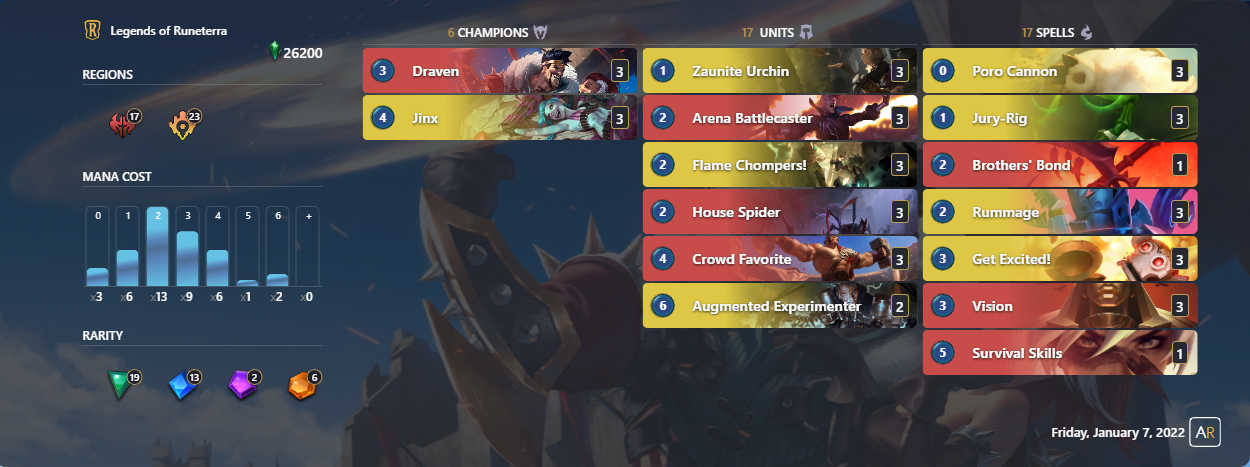 Legends of Runeterra
26200
REGIONS
17 23
MANA COST
0 1 2 3 4 5 6 +
x3 x6 x13 x9 x6 x1 x2 x0
RARITY
19 13 2 6
6 CHAMPIONS
3 Draven 3
4 Jinx 3
17 UNITS
1 Zaunite Urchin 3
2 Arena Battlecaster 3
2 Flame Chompers! 3
2 House Spider 3
4 Crowd Favorite 3
6 Augmented Experimenter 2
17 SPELLS
0 Poro Cannon 3
1 Jury-Rig 3
2 Brothers' Bond 1
2 Rummage 3
3 Get Excited! 3
3 Vision 3
5 Survival Skills 1
Friday, January 7, 2022 AR